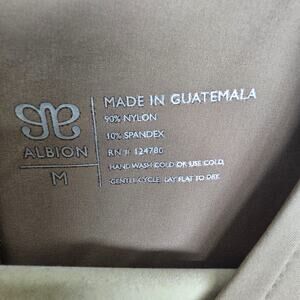 ALBION
M
MADE IN GUATEMALA
90% NYLON
10% SPANDEX
RN #: 124780
HAND WASH COLD OR USE COLD,
GENTLE CYCLE. LAY FLAT TO DRY.